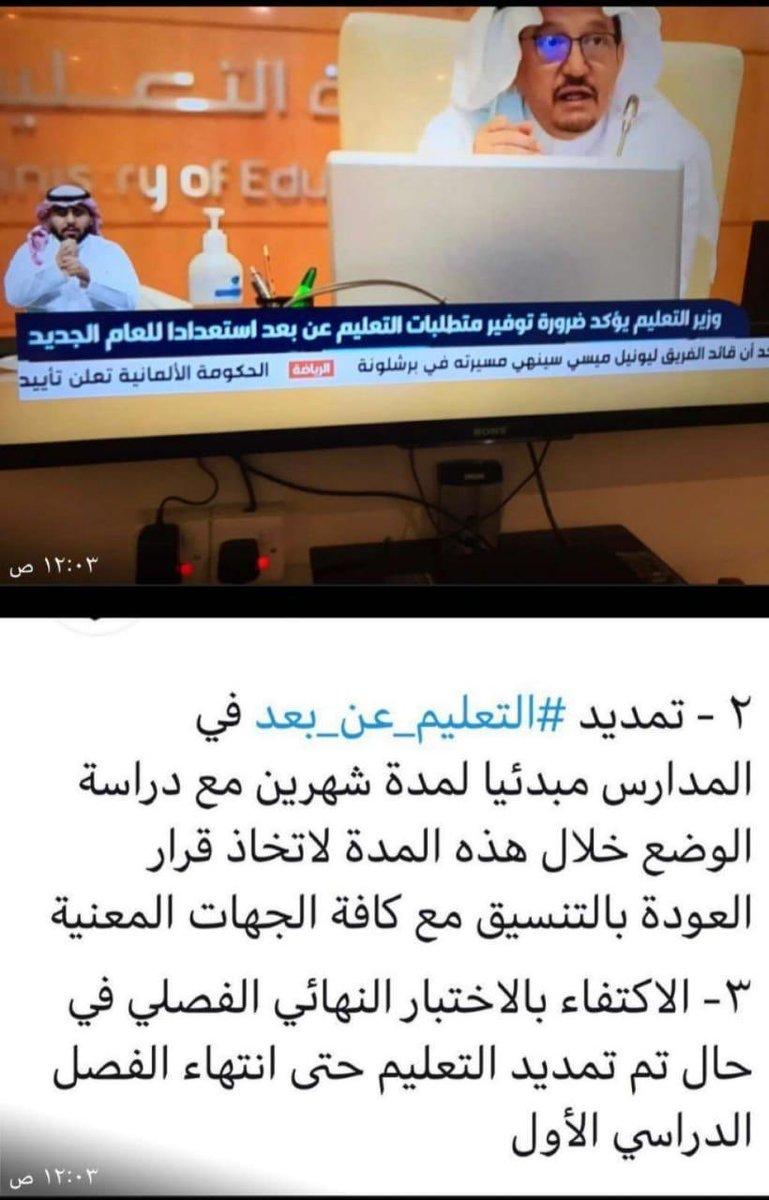 ة التعليـ
Ministry of Edu
وزير التعليم يؤكد ضرورة توفير متطلبات التعليم عن بعد استعدادا للعام الجديد
كد أن قائد الفريق ليونيل ميسي سينهي مسيرته في برشلونة الرياضة الحكومة الألمانية تعلن تأييد
SONY
١٢:٠٣ ص
٢ - تمديد #التعليم_عن_بعد في
المدارس مبدئيا لمدة شهرين مع دراسة
الوضع خلال هذه المدة لاتخاذ قرار
العودة بالتنسيق مع كافة الجهات المعنية
٣- الاكتفاء بالاختبار النهائي الفصلي في
حال تم تمديد التعليم حتى انتهاء الفصل
الدراسي الأول
١٢:٠٣ ص